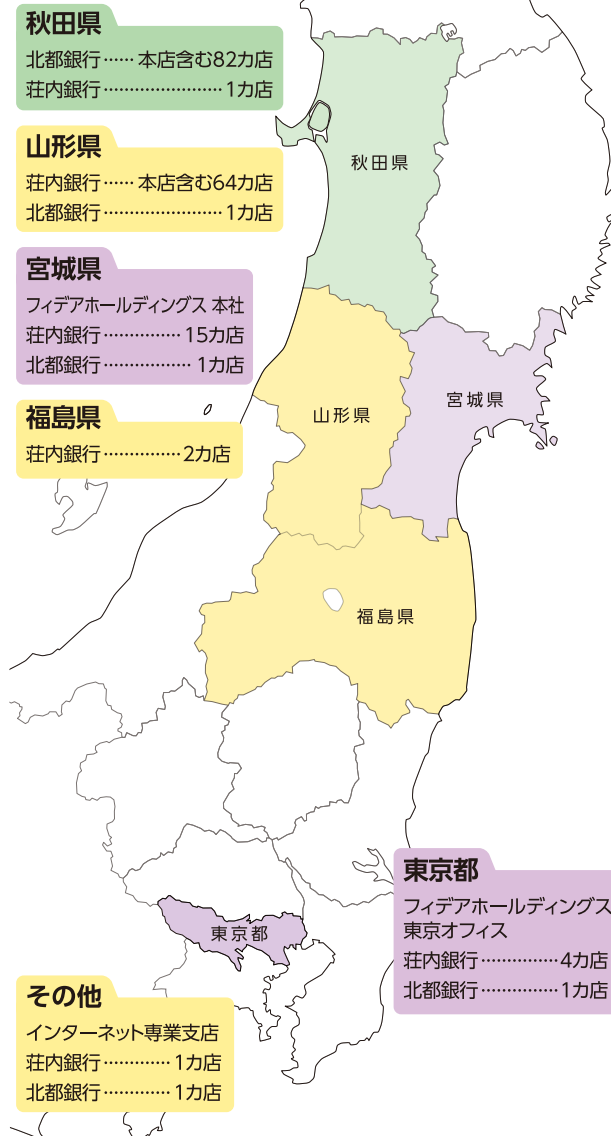 秋田県
北都銀行……本店含む82カ店
荘内銀行……………………1カ店
山形県
荘内銀行……本店含む64カ店
北都銀行……………………1カ店
宮城県
フィデアホールディングス 本社
荘内銀行……………15カ店
北都銀行………………1カ店
福島県
荘内銀行……………2カ店
秋田県
山形県
宮城県
福島県
東京都
東京都
フィデアホールディングス
東京オフィス
荘内銀行……………4カ店
北都銀行……………1カ店
その他
インターネット専業支店
荘内銀行…………1カ店
北都銀行…………1カ店